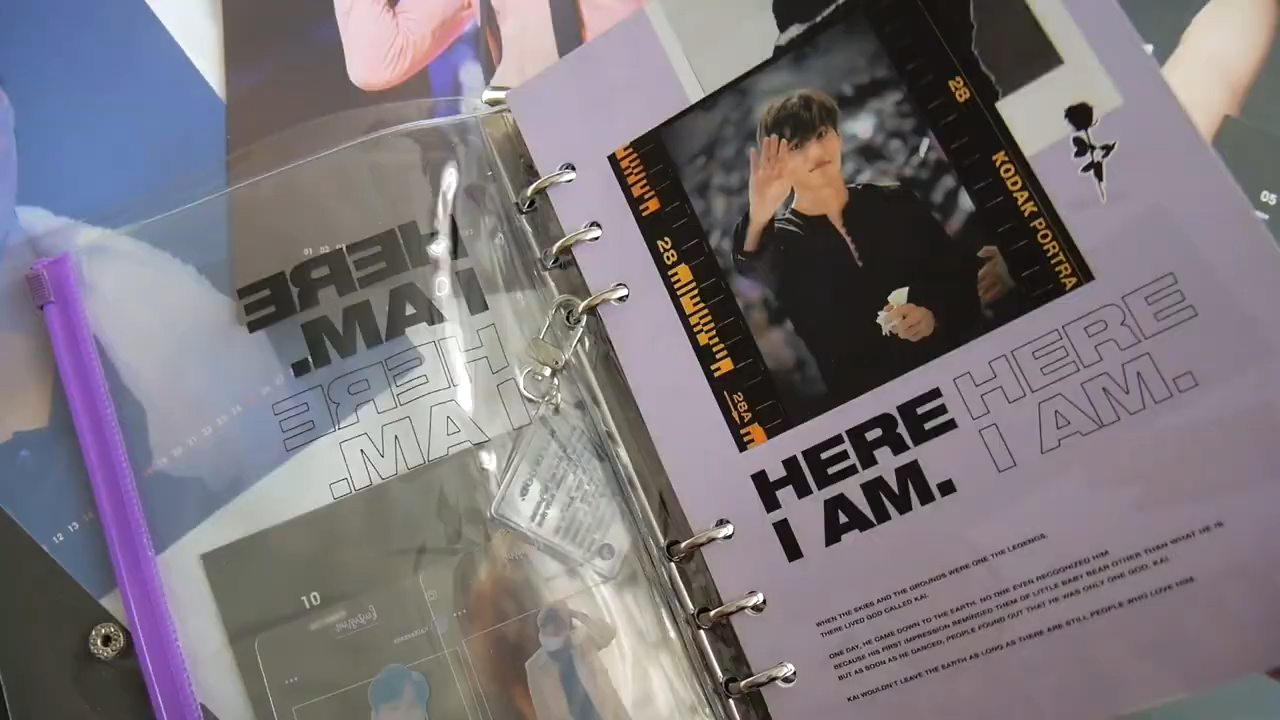 28
KODAK PORTRA
28
28A
HERE
I AM.
HERE
I AM.
WHEN THE SKIES AND THE GROUNDS WERE ONE THE LEGENDS,
THERE LIVED GOD CALLED KAI.
ONE DAY, HE CAME DOWN TO THE EARTH. NO ONE EVEN RECOGNIZED HIM
BECAUSE HIS FIRST IMPRESSION REMINDED THEM OF LITTLE BABY BEAR OTHER THAN WHAT HE IS
BUT AS SOON AS HE DANCED, PEOPLE FOUND OUT THAT HE WAS ONLY ONE GOD, KAI.
KAI WOULDN'T LEAVE THE EARTH AS LONG AS THERE ARE STILL PEOPLE WHO LOVE HIM.
HERE
I AM.
HERE
I AM.
10
12 13
05